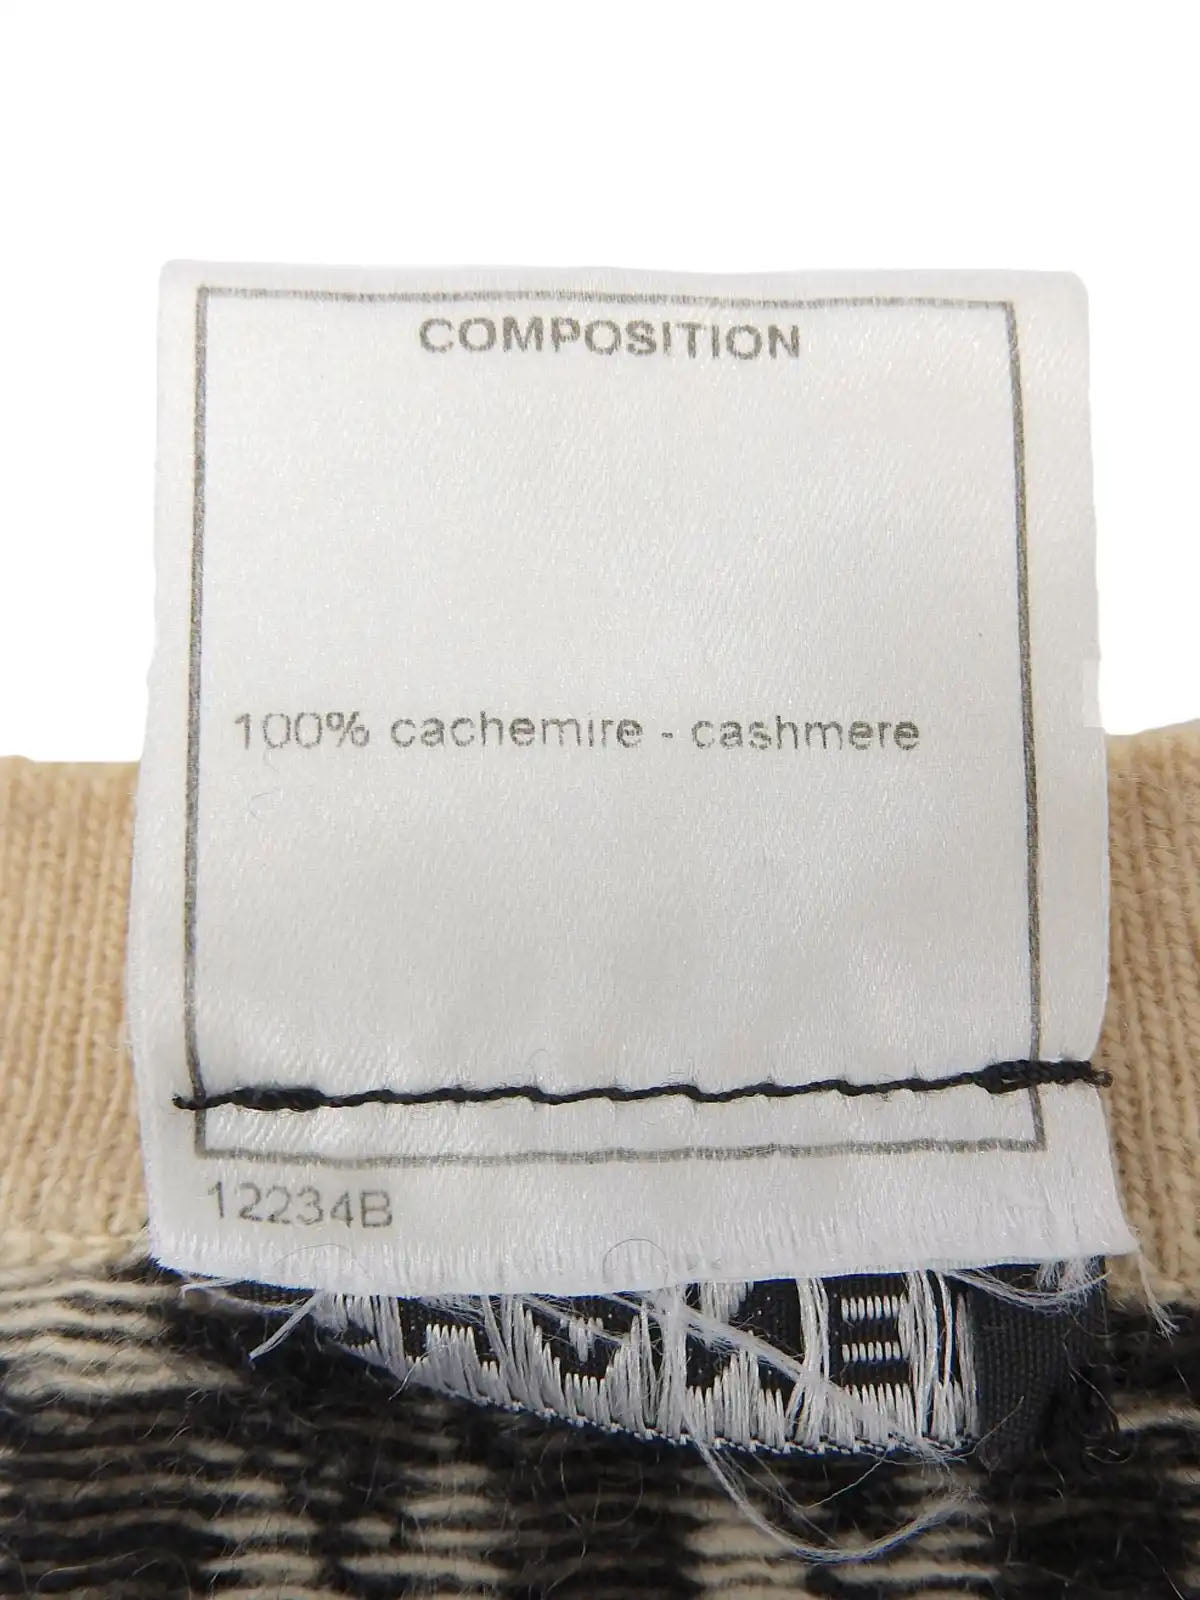 COMPOSITION
100% cachemire - cashmere
12234B